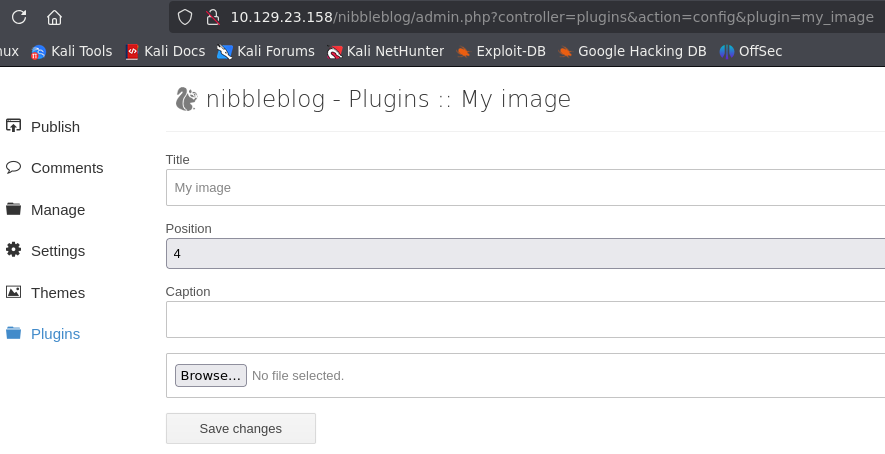 10.129.23.158/nibbleblog/admin.php?controller=plugins&action=config&plugin=my_image
ux Kali Tools Kali Docs Kali Forums Kali NetHunter Exploit-DB Google Hacking DB OffSec
nibbleblog - Plugins :: My image
Publish
Comments
Manage
Settings
Themes
Plugins
Title
My image
Position
4
Caption
Browse... No file selected.
Save changes